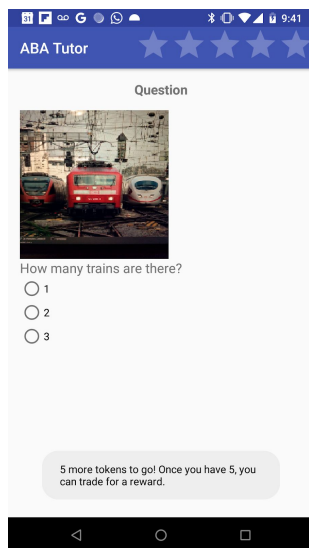 31 G 9:41
ABA Tutor
Question
How many trains are there?
1
2
3
5 more tokens to go! Once you have 5, you
can trade for a reward.